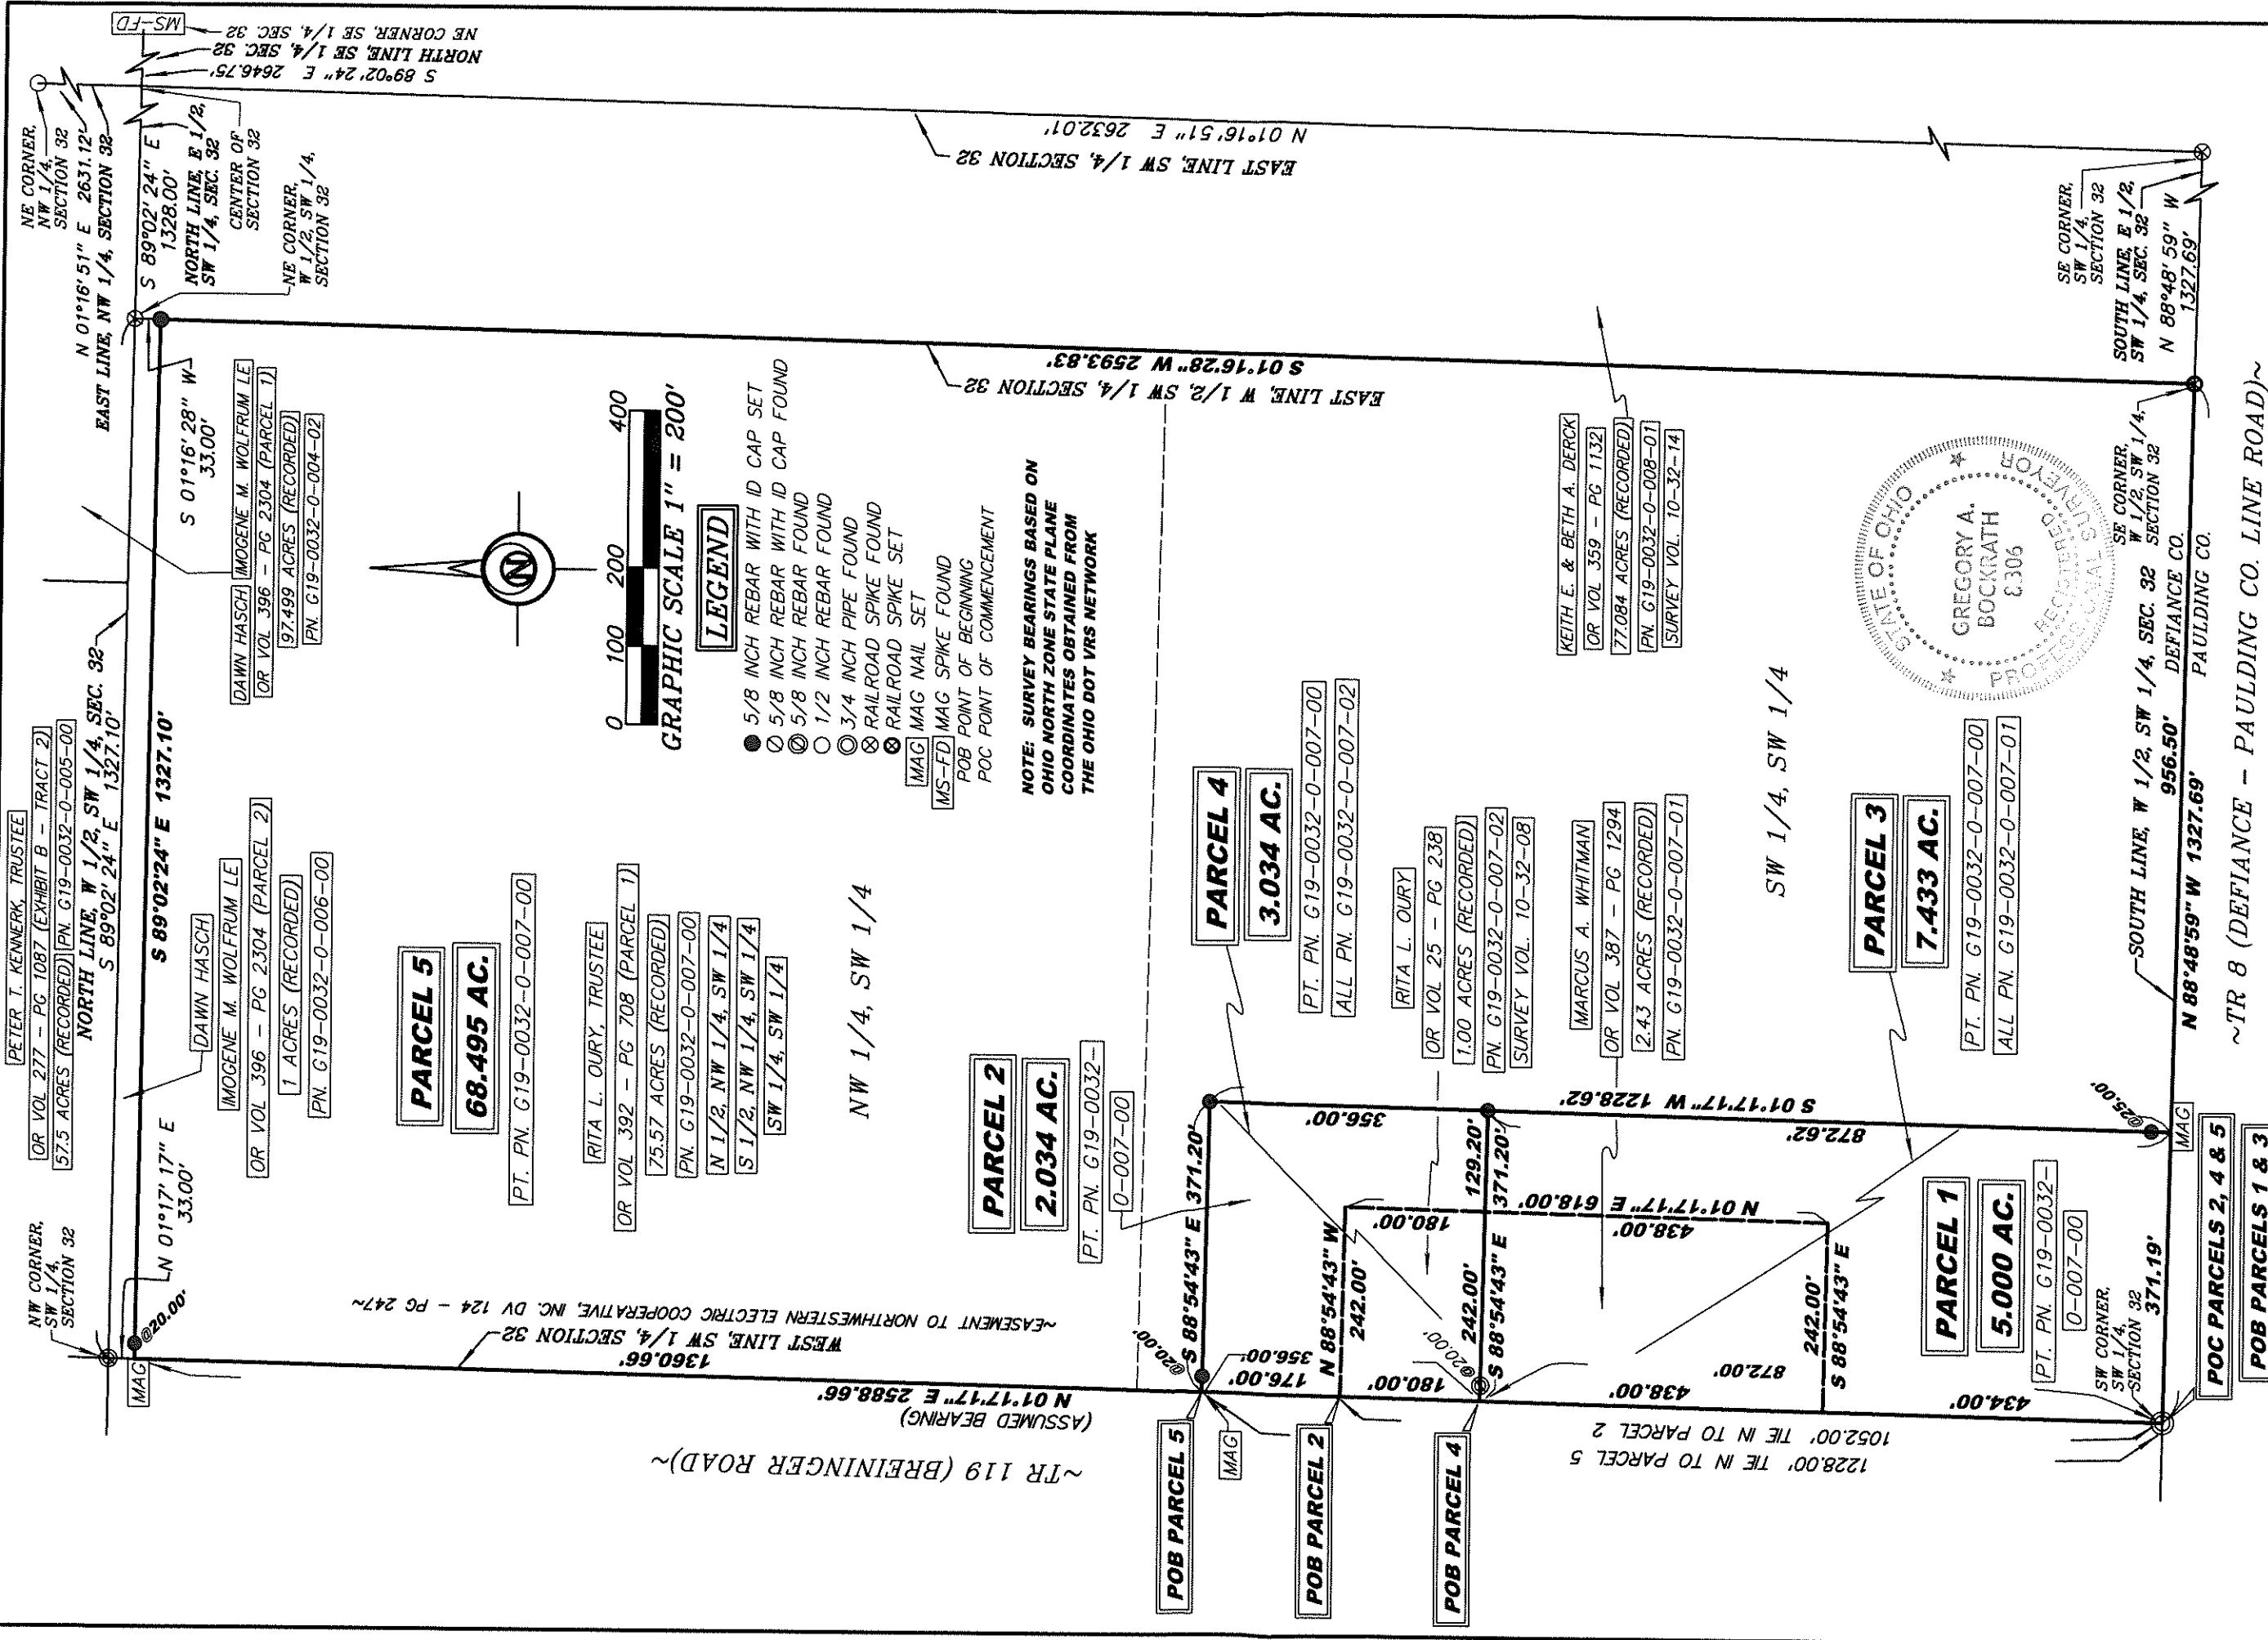 PETER T. KENNERK, TRUSTEE
OR VOL 277 - PG 1087 (EXHIBIT B - TRACT 2)
57.5 ACRES (RECORDED)
PN. G19-0032-0-005-00
NORTH LINE, W 1/2, SW 1/4, SEC. 32
S 89°02'24" E 1327.10'
S 89°02'24" E 1327.10'
NW CORNER,
SW 1/4,
SECTION 32
N 01°17'17" E
33.00'
@20.00'
MAG
DAWN HASCH
IMOGENE M. WOLFRUM LE
OR VOL 396 - PG 2304 (PARCEL 2)
1 ACRES (RECORDED)
PN. G19-0032-0-006-00
DAWN HASCH
IMOGENE M. WOLFRUM LE
OR VOL 396 - PG 2304 (PARCEL 1)
97.499 ACRES (RECORDED)
PN. G19-0032-0-004-02
S 01°16'28" W
33.00'
NE CORNER,
NW 1/4,
SECTION 32
N 01°16'51" E 2631.12'
EAST LINE, NW 1/4, SECTION 32
S 89°02'24" E
1328.00'
NORTH LINE, E 1/2,
SW 1/4, SEC. 32
CENTER OF
SECTION 32
NE CORNER,
W 1/2, SW 1/4,
SECTION 32
MS-FD
NE CORNER, SE 1/4, SEC. 32
NORTH LINE, SE 1/4, SEC. 32
S 89°02'24" E 2646.75'
EAST LINE, SW 1/4, SECTION 32
N 01°16'51" E 2632.01'
EAST LINE, W 1/2, SW 1/4, SECTION 32
S 01°16'28" W 2593.83'
PARCEL 5
68.495 AC.
PT. PN. G19-0032-0-007-00
RITA L. OURY, TRUSTEE
OR VOL 392 - PG 708 (PARCEL 1)
75.57 ACRES (RECORDED)
PN. G19-0032-0-007-00
N 1/2, NW 1/4, SW 1/4
S 1/2, NW 1/4, SW 1/4
SW 1/4, SW 1/4
NW 1/4, SW 1/4
N
0 100 200 400
GRAPHIC SCALE 1" = 200'
LEGEND
5/8 INCH REBAR WITH ID CAP SET
5/8 INCH REBAR WITH ID CAP FOUND
5/8 INCH REBAR FOUND
1/2 INCH REBAR FOUND
3/4 INCH PIPE FOUND
RAILROAD SPIKE FOUND
RAILROAD SPIKE SET
MAG MAG NAIL SET
MS-FD MAG SPIKE FOUND
POB POINT OF BEGINNING
POC POINT OF COMMENCEMENT
NOTE: SURVEY BEARINGS BASED ON
OHIO NORTH ZONE STATE PLANE
COORDINATES OBTAINED FROM
THE OHIO DOT VRS NETWORK
~EASEMENT TO NORTHWESTERN ELECTRIC COOPERATIVE, INC. DV 124 - PG 247~
WEST LINE, SW 1/4, SECTION 32
1360.66'
N 01°17'17" E 2588.66'
(ASSUMED BEARING)
~TR 119 (BREININGER ROAD)~
PARCEL 2
2.034 AC.
PT. PN. G19-0032-
0-007-00
PARCEL 4
3.034 AC.
PT. PN. G19-0032-0-007-00
ALL PN. G19-0032-0-007-02
RITA L. OURY
OR VOL 25 - PG 238
1.00 ACRES (RECORDED)
PN. G19-0032-0-007-02
SURVEY VOL. 10-32-08
MARCUS A. WHITMAN
OR VOL 387 - PG 1294
2.43 ACRES (RECORDED)
PN. G19-0032-0-007-01
KEITH E. & BETH A. DERCK
OR VOL 359 - PG 1132
77.084 ACRES (RECORDED)
PN. G19-0032-0-008-01
SURVEY VOL. 10-32-14
SW 1/4, SW 1/4
PARCEL 3
7.433 AC.
PT. PN. G19-0032-0-007-00
ALL PN. G19-0032-0-007-01
PARCEL 1
5.000 AC.
PT. PN. G19-0032-
0-007-00
POB PARCEL 5
MAG
POB PARCEL 2
POB PARCEL 4
@20.00'
S 88°54'43" E 371.20'
356.00'
176.00'
356.00'
N 88°54'43" W
242.00'
180.00'
180.00'
@20.00'
242.00'
129.20'
S 88°54'43" E 371.20'
N 01°17'17" E 618.00'
438.00'
438.00'
872.00'
242.00'
S 88°54'43" E
434.00'
S 01°17'17" W 1228.62'
872.62'
@25.00'
MAG
1052.00' TIE IN TO PARCEL 2
1228.00' TIE IN TO PARCEL 5
SW CORNER,
SW 1/4,
SECTION 32
371.19'
POC PARCELS 2, 4 & 5
POB PARCELS 1 & 3
SOUTH LINE, W 1/2, SW 1/4, SEC. 32
956.50'
N 88°48'59" W 1327.69'
DEFIANCE CO.
PAULDING CO.
~TR 8 (DEFIANCE - PAULDING CO. LINE ROAD)~
SE CORNER,
W 1/2, SW 1/4,
SECTION 32
SE CORNER,
SW 1/4,
SECTION 32
SOUTH LINE, E 1/2,
SW 1/4, SEC. 32
N 88°48'59" W
1327.69'
STATE OF OHIO
GREGORY A.
BOCKRATH
REGISTERED
PROFESSIONAL SURVEYOR